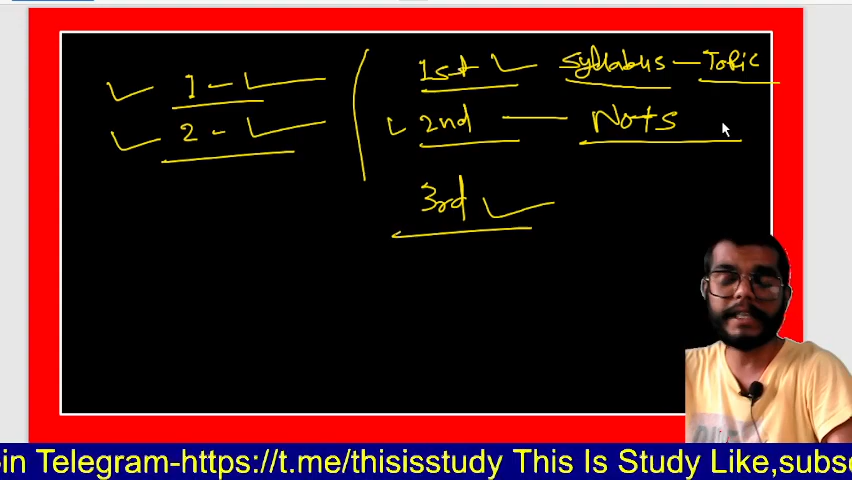 1 -
2 -
1st syllabus - Topic
2nd - Nots
3rd
in Telegram-https://t.me/thisisstudy This Is Study Like,subsc